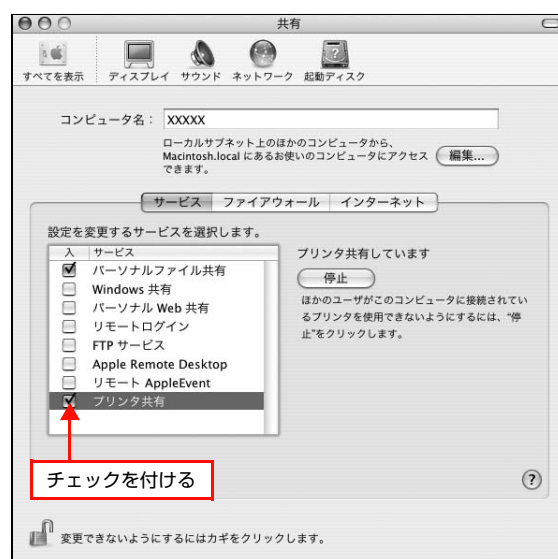 共有
すべてを表示 ディスプレイ サウンド ネットワーク 起動ディスク
コンピュータ名： XXXXX
ローカルサブネット上のほかのコンピュータから、
Macintosh.local にあるお使いのコンピュータにアクセス
できます。
編集...
サービス ファイアウォール インターネット
設定を変更するサービスを選択します。
入 サービス
パーソナルファイル共有
Windows 共有
パーソナル Web 共有
リモートログイン
FTP サービス
Apple Remote Desktop
リモート AppleEvent
プリンタ共有
プリンタ共有しています
停止
ほかのユーザがこのコンピュータに接続されてい
るプリンタを使用できないようにするには、“停
止”をクリックします。
チェックを付ける
?
変更できないようにするにはカギをクリックします。